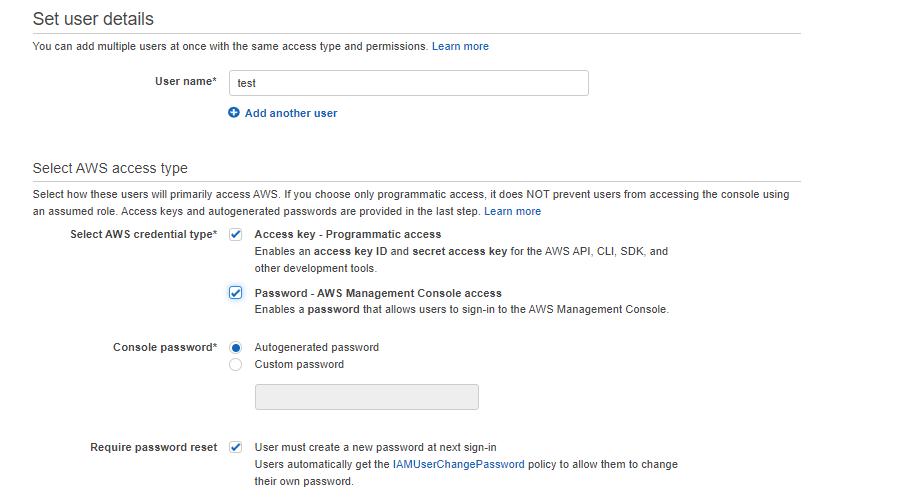 Set user details
You can add multiple users at once with the same access type and permissions. Learn more
User name* test
Add another user
Select AWS access type
Select how these users will primarily access AWS. If you choose only programmatic access, it does NOT prevent users from accessing the console using
an assumed role. Access keys and autogenerated passwords are provided in the last step. Learn more
Select AWS credential type* Access key - Programmatic access
Enables an access key ID and secret access key for the AWS API, CLI, SDK, and
other development tools.
Password - AWS Management Console access
Enables a password that allows users to sign-in to the AWS Management Console.
Console password* Autogenerated password
Custom password
Require password reset User must create a new password at next sign-in
Users automatically get the IAMUserChangePassword policy to allow them to change
their own password.